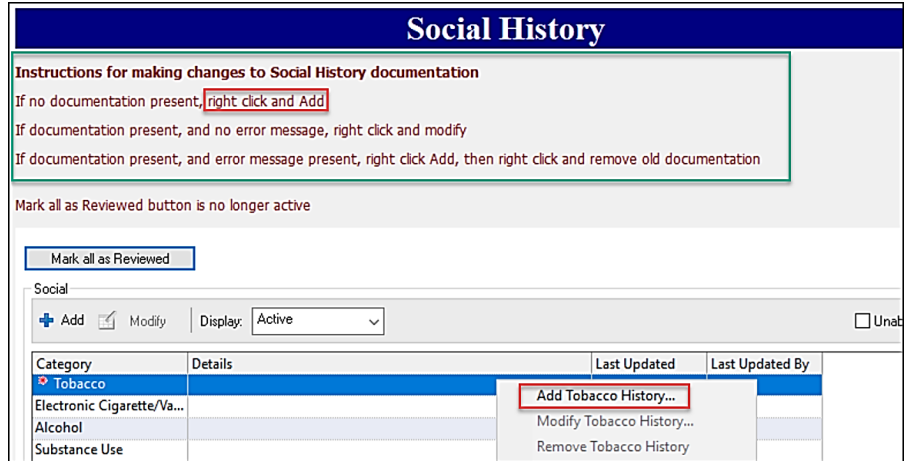 Social History
Instructions for making changes to Social History documentation
If no documentation present, right click and Add
If documentation present, and no error message, right click and modify
If documentation present, and error message present, right click Add, then right click and remove old documentation
Mark all as Reviewed button is no longer active
Mark all as Reviewed
Social
Add Modify Display: Active Unab
Category Details Last Updated Last Updated By
Tobacco
Add Tobacco History...
Electronic Cigarette/Va...
Modify Tobacco History...
Alcohol
Remove Tobacco History
Substance Use